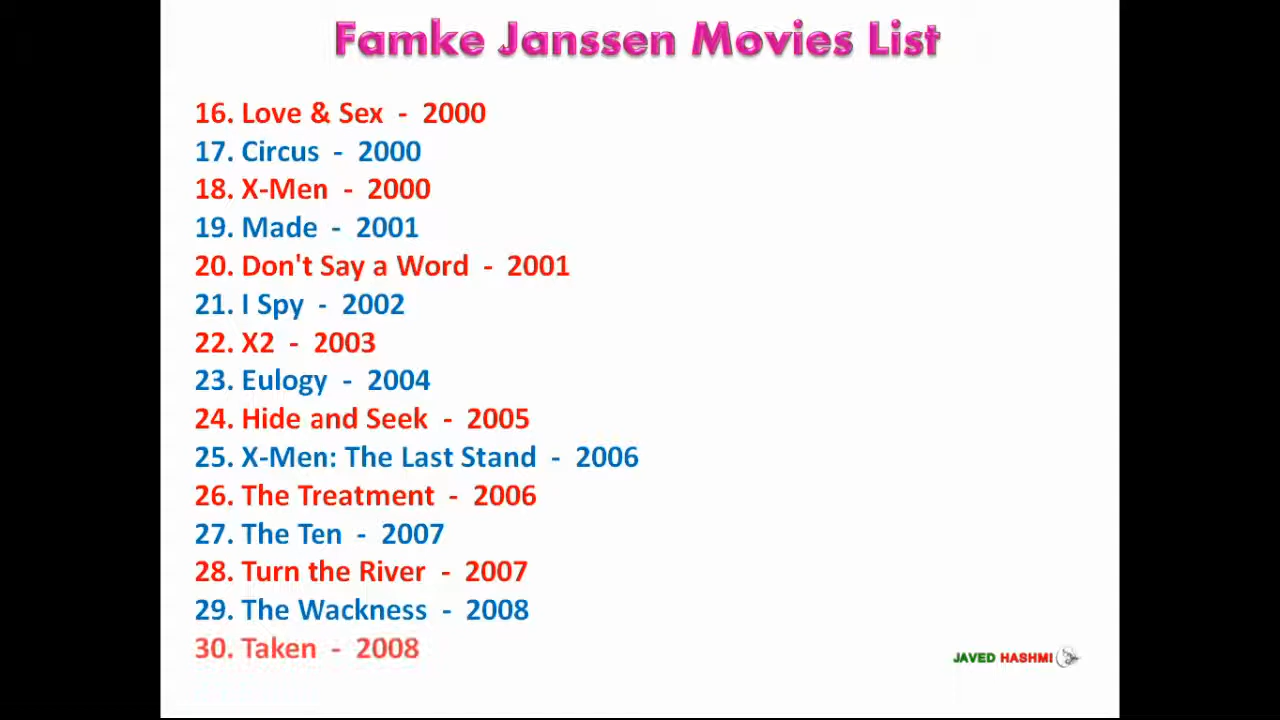 Famke Janssen Movies List
16. Love & Sex - 2000
17. Circus - 2000
18. X-Men - 2000
19. Made - 2001
20. Don't Say a Word - 2001
21. I Spy - 2002
22. X2 - 2003
23. Eulogy - 2004
24. Hide and Seek - 2005
25. X-Men: The Last Stand - 2006
26. The Treatment - 2006
27. The Ten - 2007
28. Turn the River - 2007
29. The Wackness - 2008
30. Taken - 2008
JAVED HASHMI